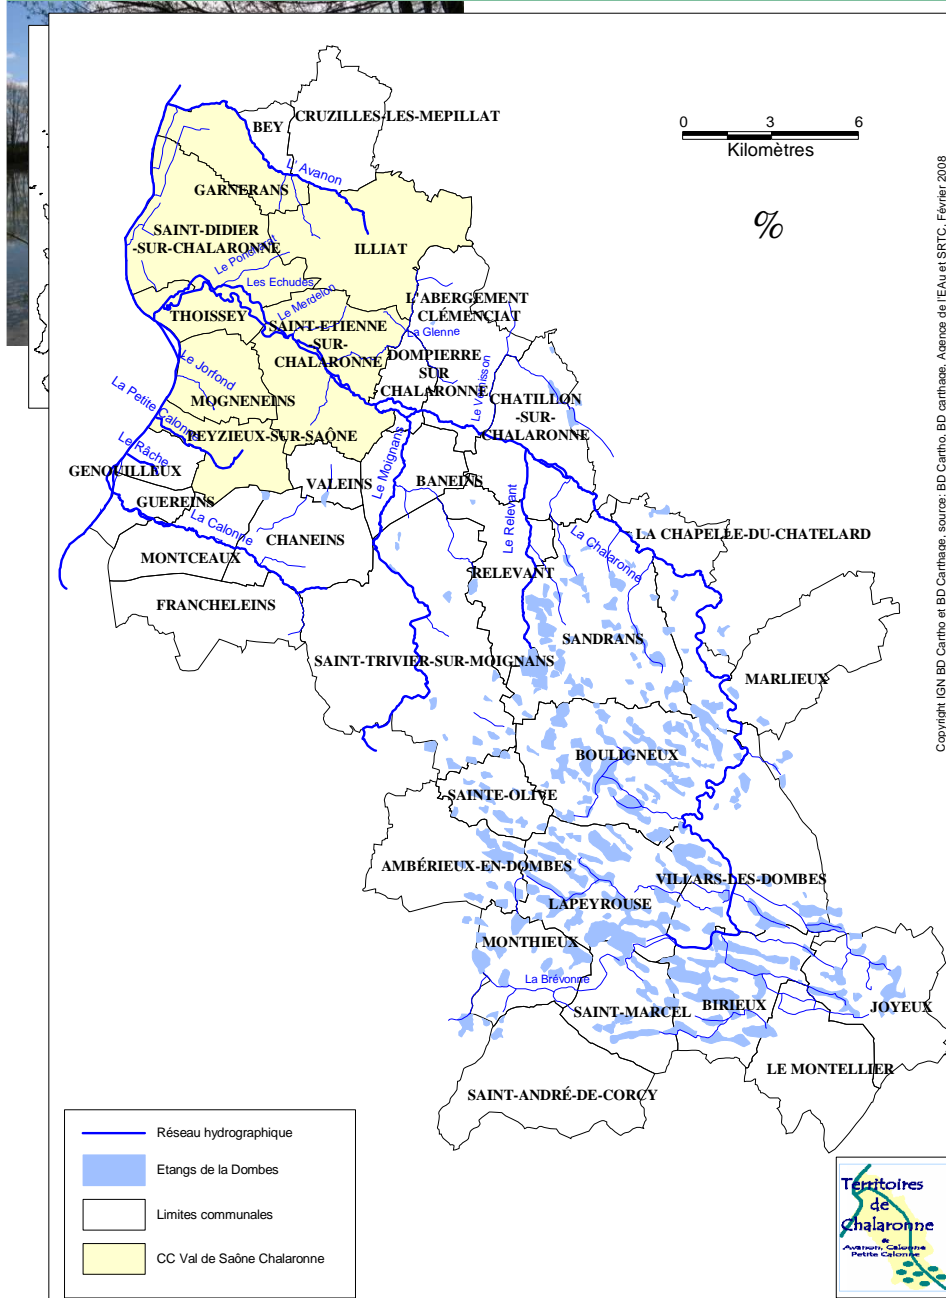 CRUZILLES-LES-MEPILLAT
BEY
0 3 6
Kilomètres
L' Avanon
GARNERANS
SAINT-DIDIER
-SUR-CHALARONNE
ILLIAT
%
Les Echudes
Le Merdelon
L'ABERGEMENT
CLÉMENCIAT
THOISSEY
SAINT-ETIENNE
-SUR-
CHALARONNE
La Glenne
DOMPIERRE
SUR
CHALARONNE
Le Jorfond
La Petite Calonne
MOGNENEINS
CHATILLON
-SUR-
CHALARONNE
PEYZIEUX-SUR-SAÔNE
Le Râche
GENOUILLEUX
Le Moignans
VALEINS
BANEINS
GUEREINS
La Calonne
CHANEINS
Le Relevant
La Chalaronne
LA CHAPELLE-DU-CHATELARD
MONTCEAUX
RELEVANT
FRANCHELEINS
SANDRANS
SAINT-TRIVIER-SUR-MOIGNANS
MARLIEUX
BOULIGNEUX
SAINTE-OLIVE
AMBÉRIEUX-EN-DOMBES
VILLARS-LES-DOMBES
LAPEYROUSE
MONTHIEUX
La Brévonne
SAINT-MARCEL
BIRIEUX
JOYEUX
LE MONTELLIER
SAINT-ANDRÉ-DE-CORCY
Copyright IGN BD Cartho et BD Carthage, source: BD Cartho, BD carthage, Agence de l'EAu et SRTC, Février 2008
Réseau hydrographique
Etangs de la Dombes
Limites communales
CC Val de Saône Chalaronne
Territoires
de
Chalaronne
&
Avanon, Calonne
Petite Calonne